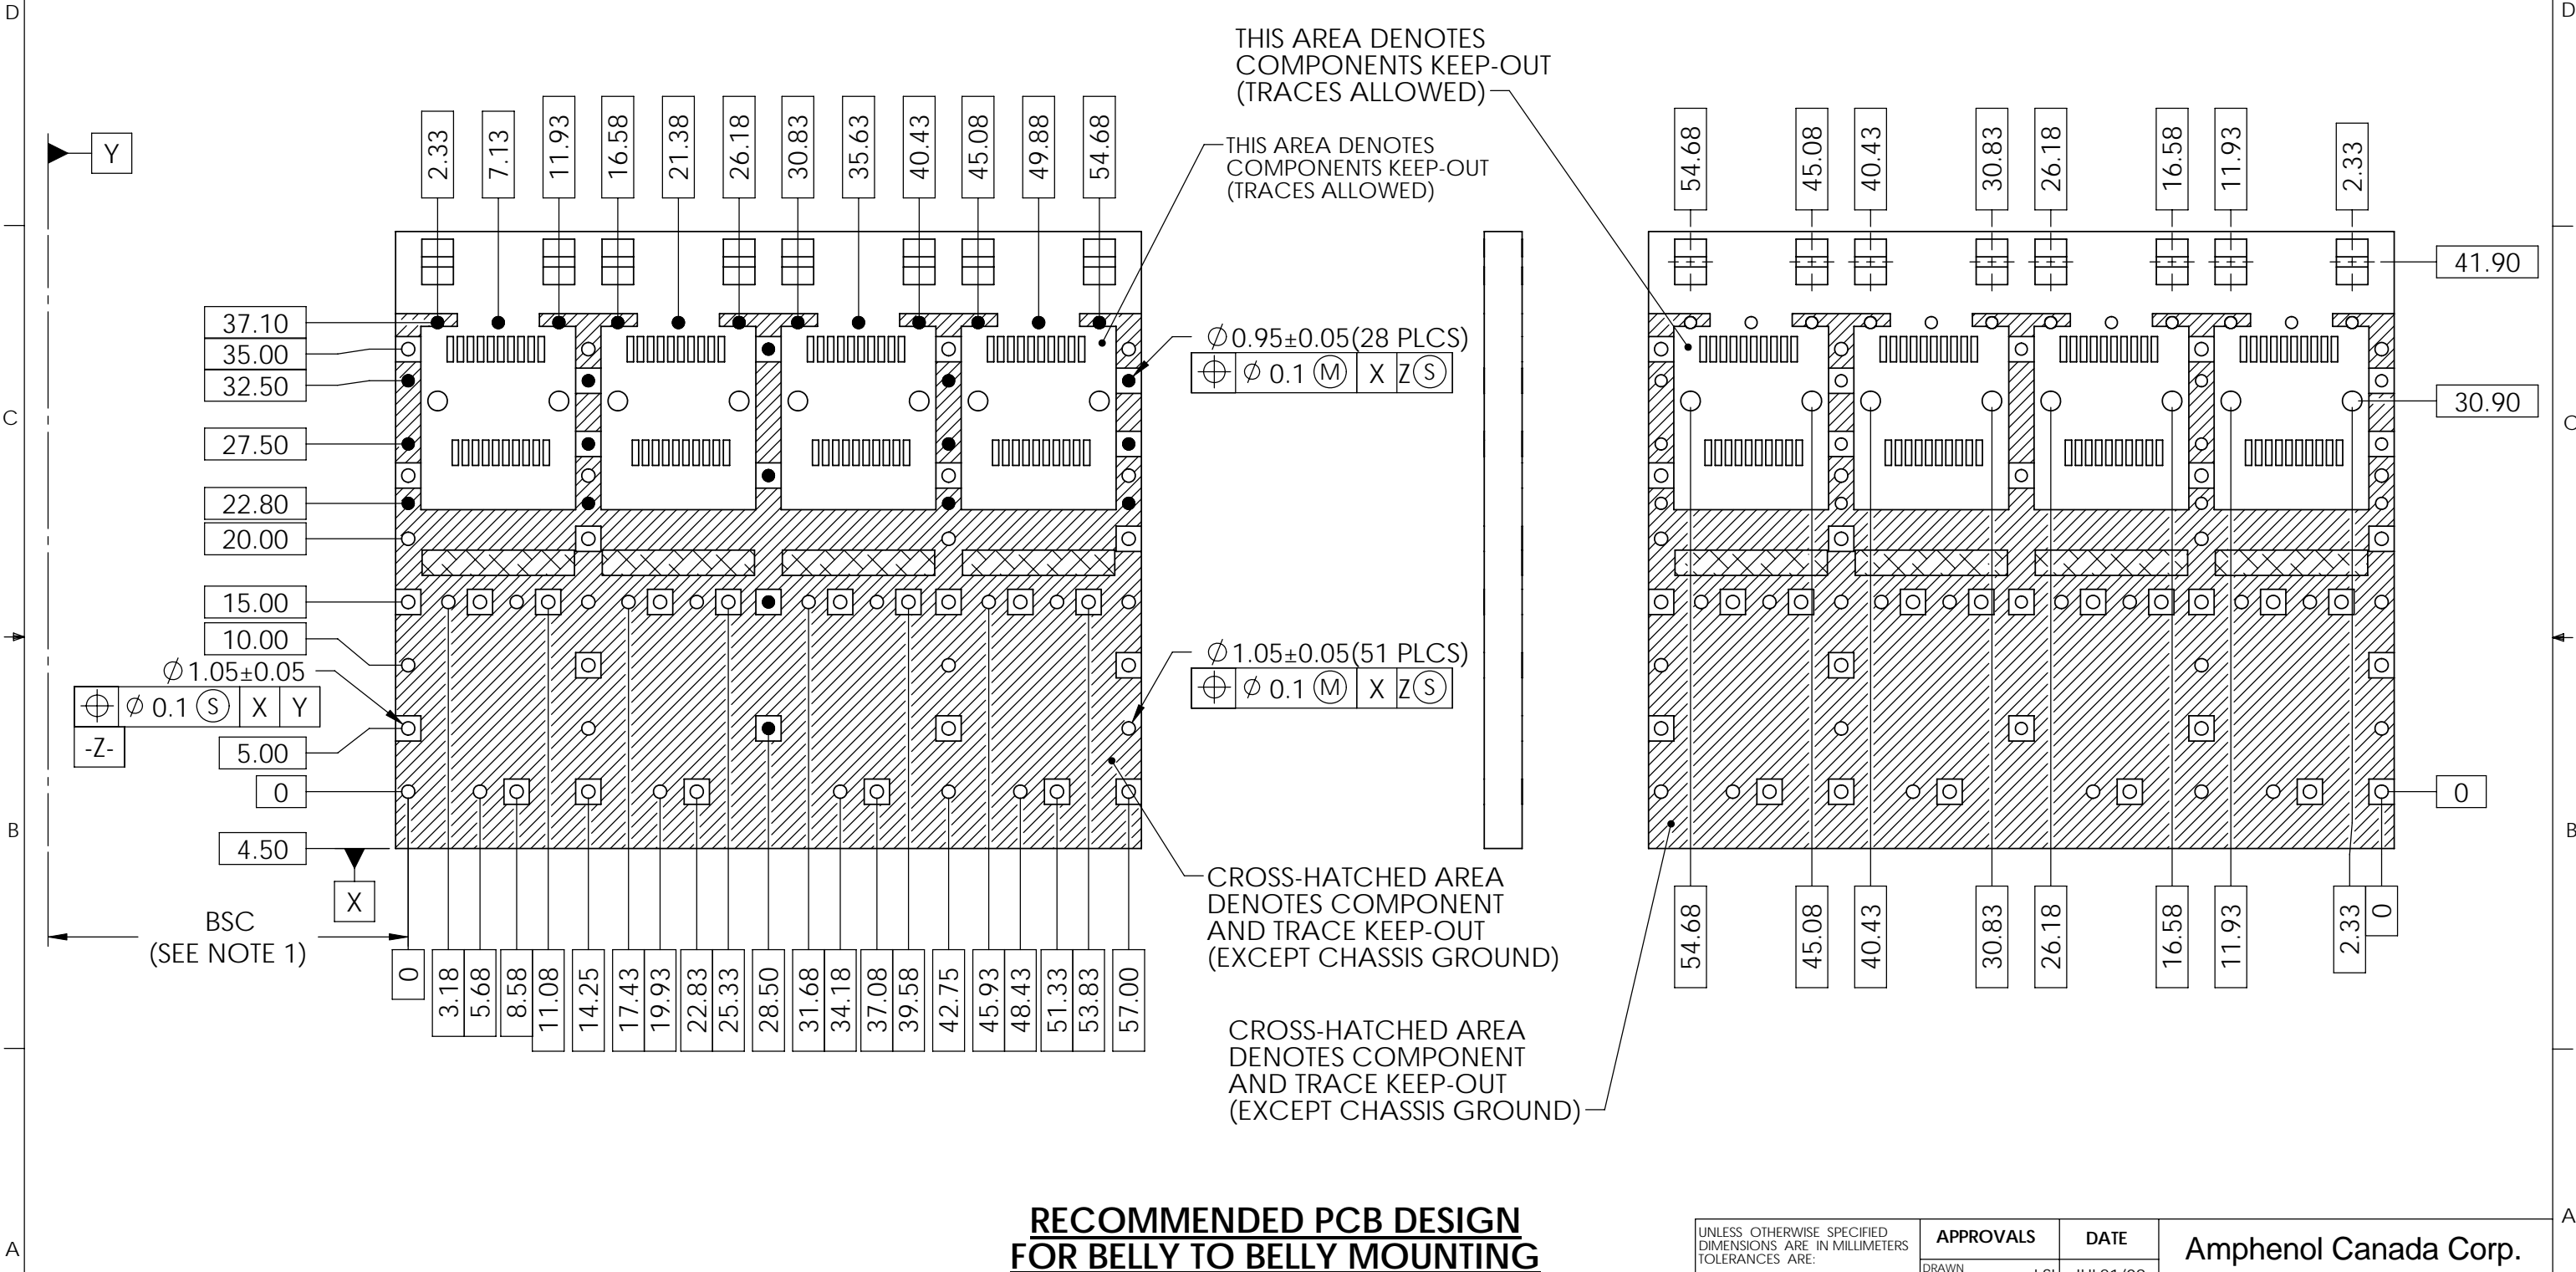 D
D
THIS AREA DENOTES
COMPONENTS KEEP-OUT
(TRACES ALLOWED)
THIS AREA DENOTES
COMPONENTS KEEP-OUT
(TRACES ALLOWED)
Y
2.33
7.13
11.93
16.58
21.38
26.18
30.83
35.63
40.43
45.08
49.88
54.68
54.68
45.08
40.43
30.83
26.18
16.58
11.93
2.33
41.90
30.90
0
37.10
35.00
32.50
27.50
22.80
20.00
15.00
10.00
∅1.05±0.05
⌖ ∅ 0.1 Ⓢ X Y
-Z-
5.00
0
4.50
X
BSC
(SEE NOTE 1)
∅0.95±0.05(28 PLCS)
⌖ ∅ 0.1 Ⓜ X ZⓈ
∅1.05±0.05(51 PLCS)
⌖ ∅ 0.1 Ⓜ X ZⓈ
C
C
B
B
0
3.18
5.68
8.58
11.08
14.25
17.43
19.93
22.83
25.33
28.50
31.68
34.18
37.08
39.58
42.75
45.93
48.43
51.33
53.83
57.00
CROSS-HATCHED AREA
DENOTES COMPONENT
AND TRACE KEEP-OUT
(EXCEPT CHASSIS GROUND)
CROSS-HATCHED AREA
DENOTES COMPONENT
AND TRACE KEEP-OUT
(EXCEPT CHASSIS GROUND)
54.68
45.08
40.43
30.83
26.18
16.58
11.93
2.33
0
RECOMMENDED PCB DESIGN
FOR BELLY TO BELLY MOUNTING
A
A
UNLESS OTHERWISE SPECIFIED
DIMENSIONS ARE IN MILLIMETERS
TOLERANCES ARE:
APPROVALS
DATE
DRAWN
Amphenol Canada Corp.